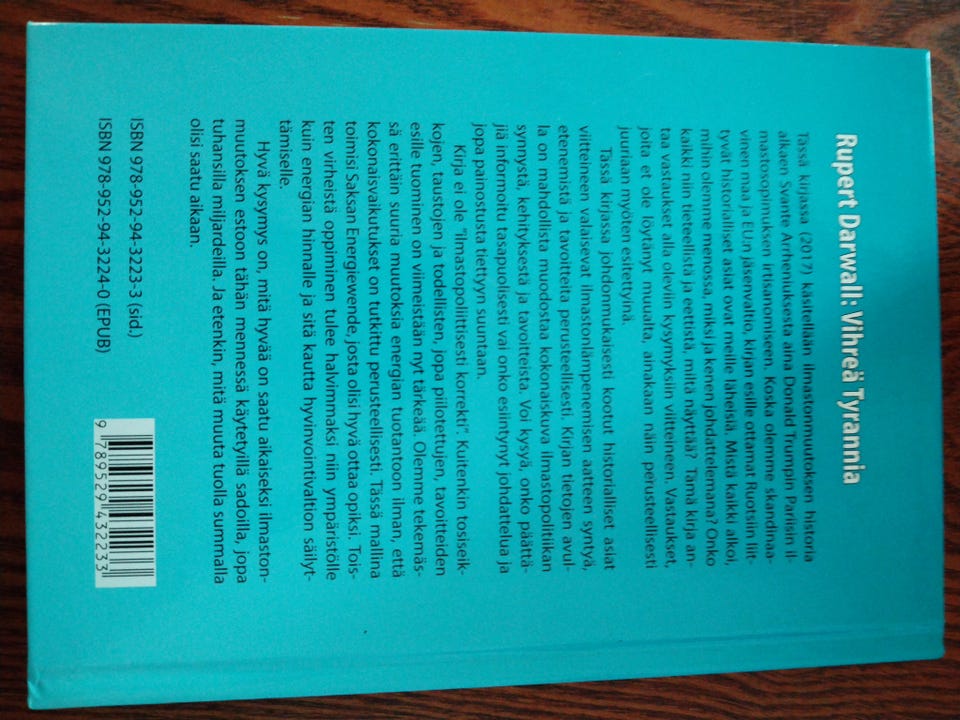 Rupert Darwall: Vihreä Tyrannia
Tässä kirjassa (2017) käsitellään ilmastonmuutoksen historia
alkaen Svante Arrheniuksesta aina Donald Trumpin Pariisin il-
mastosopimuksen irtisanomiseen. Koska olemme skandinaa-
vinen maa ja EU:n jäsenvaltio, kirjan esille ottamat Ruotsiin liit-
tyvät historialliset asiat ovat meille läheisiä. Mistä kaikki alkoi,
mihin olemme menossa, miksi ja kenen johdattelemana? Onko
kaikki niin tieteellistä ja eettistä, miltä näyttää? Tämä kirja an-
taa vastaukset alla oleviin kysymyksiin viitteineen. Vastaukset,
joita et ole löytänyt muualta, ainakaan näin perusteellisesti
juuriaan myöten esitettyinä.
Tässä kirjassa johdonmukaisesti kootut historialliset asiat
viitteineen valaisevat ilmastonlämpenemisen aatteen syntyä,
etenemistä ja tavoitteita perusteellisesti. Kirjan tietojen avul-
la on mahdollista muodostaa kokonaiskuva ilmastopolitiikan
synnystä, kehityksestä ja tavoitteista. Voi kysyä, onko päättä-
jiä informoitu tasapuolisesti vai onko esiintynyt johdattelua ja
jopa painostusta tiettyyn suuntaan.
Kirja ei ole "ilmastopoliittisesti korrekti". Kuitenkin tosiseik-
kojen, taustojen ja todellisten, jopa piilotettujen, tavoitteiden
esille tuominen on viimeistään nyt tärkeää. Olemme tekemäs-
sä erittäin suuria muutoksia energian tuotantoon ilman, että
kokonaisvaikutukset on tutkittu perusteellisesti. Tässä mallina
toimisi Saksan Energiewende, josta olisi hyvä ottaa opiksi. Tois-
ten virheistä oppiminen tulee halvimmaksi niin ympäristölle
kuin energian hinnalle ja sitä kautta hyvinvointivaltion säilyt-
tämiselle.
Hyvä kysymys on, mitä hyvää on saatu aikaiseksi ilmaston-
muutoksen estoon tähän mennessä käytetyillä sadoilla, jopa
tuhansilla miljardeilla. Ja etenkin, mitä muuta tuolla summalla
olisi saatu aikaan.
ISBN 978-952-94-3223-3 (sid.)
ISBN 978-952-94-3224-0 (EPUB)
9 789529 432233